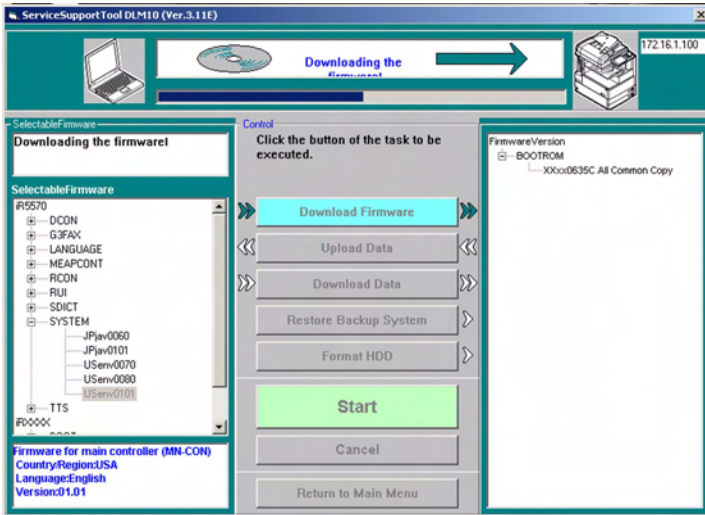 ServiceSupportTool DLM10 (Ver.3.11E)
Downloading the
firmware!
172.16.1.100
SelectableFirmware
Downloading the firmware!
SelectableFirmware
iR5570
DCON
G3FAX
LANGUAGE
MEAPCONT
RCON
RUI
SDICT
SYSTEM
JPjav0060
JPjav0101
USenv0070
USenv0080
USenv0101
TTS
iRXXXX
Firmware for main controller (MN-CON)
Country/Region:USA
Language:English
Version:01.01
Control
Click the button of the task to be
executed.
Download Firmware
Upload Data
Download Data
Restore Backup System
Format HDD
Start
Cancel
Return to Main Menu
FirmwareVersion
BOOTROM
XXxx0635C All Common Copy